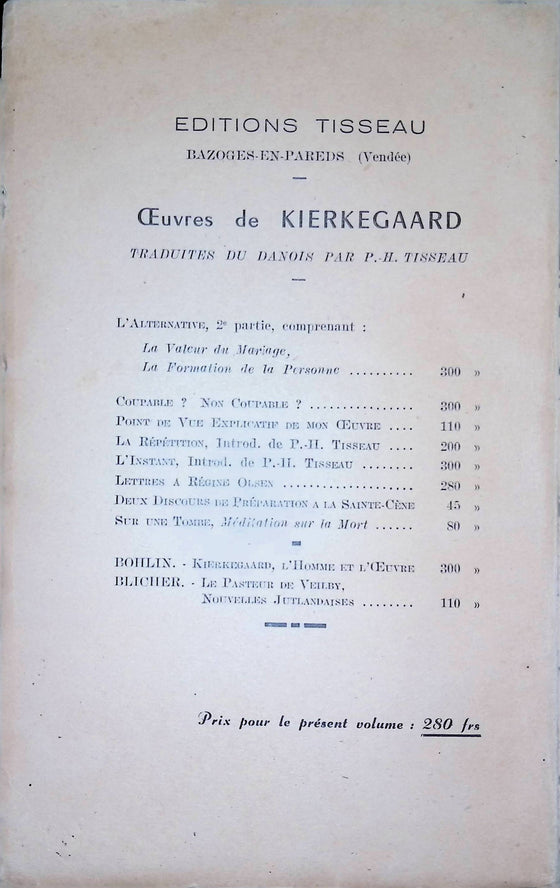 EDITIONS TISSEAU
BAZOGES-EN-PAREDS (Vendée)
Œuvres de KIERKEGAARD
TRADUITES DU DANOIS PAR P.-H. TISSEAU
L'ALTERNATIVE, 2e partie, comprenant :
La Valeur du Mariage,
La Formation de la Personne .......... 300 »
COUPABLE ? NON COUPABLE ? ................ 300 »
POINT DE VUE EXPLICATIF DE MON ŒUVRE .... 110 »
LA RÉPÉTITION, Introd. de P.-H. TISSEAU .... 200 »
L'INSTANT, Introd. de P.-H. TISSEAU ........ 300 »
LETTRES A RÉGINE OLSEN .................... 280 »
DEUX DISCOURS DE PRÉPARATION A LA SAINTE-CÈNE 45 »
SUR UNE TOMBE, Méditation sur la Mort ...... 80 »
BOHLIN. - KIERKEGAARD, L'HOMME ET L'ŒUVRE 300 »
BLICHER. - LE PASTEUR DE VEILBY,
NOUVELLES JUTLANDAISES ........ 110 »
Prix pour le présent volume : 280 frs